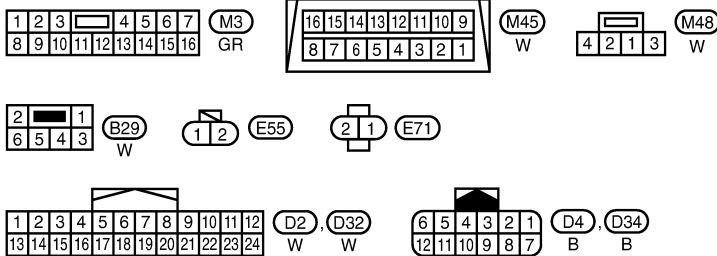 1 2 3 4 5 6 7 M3
8 9 10 11 12 13 14 15 16 GR
16 15 14 13 12 11 10 9 M45
8 7 6 5 4 3 2 1 W
4 2 1 3 M48
W
2 1 B29
6 5 4 3 W
1 2 E55
2 1 E71
1 2 3 4 5 6 7 8 9 10 11 12 D2 , D32
13 14 15 16 17 18 19 20 21 22 23 24 W W
6 5 4 3 2 1 D4 , D34
12 11 10 9 8 7 B B